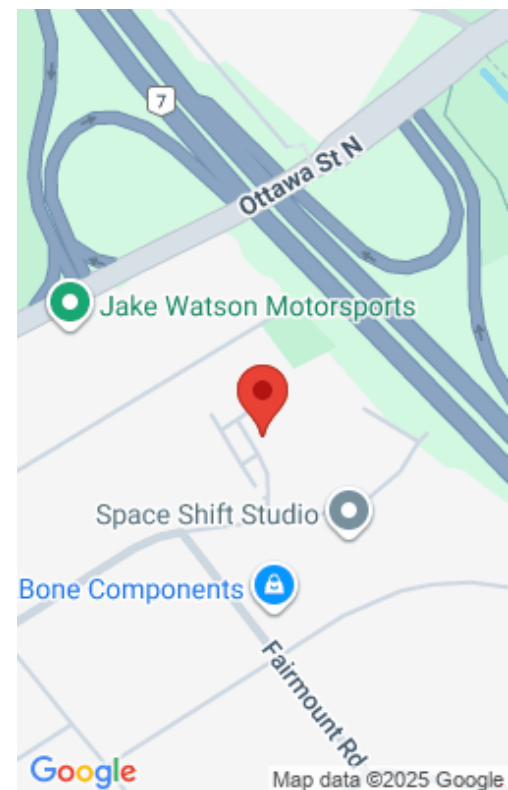 7
Ottawa St N
Jake Watson Motorsports
Space Shift Studio
Bone Components
Fairmount Rd
Google
Map data ©2025 Google